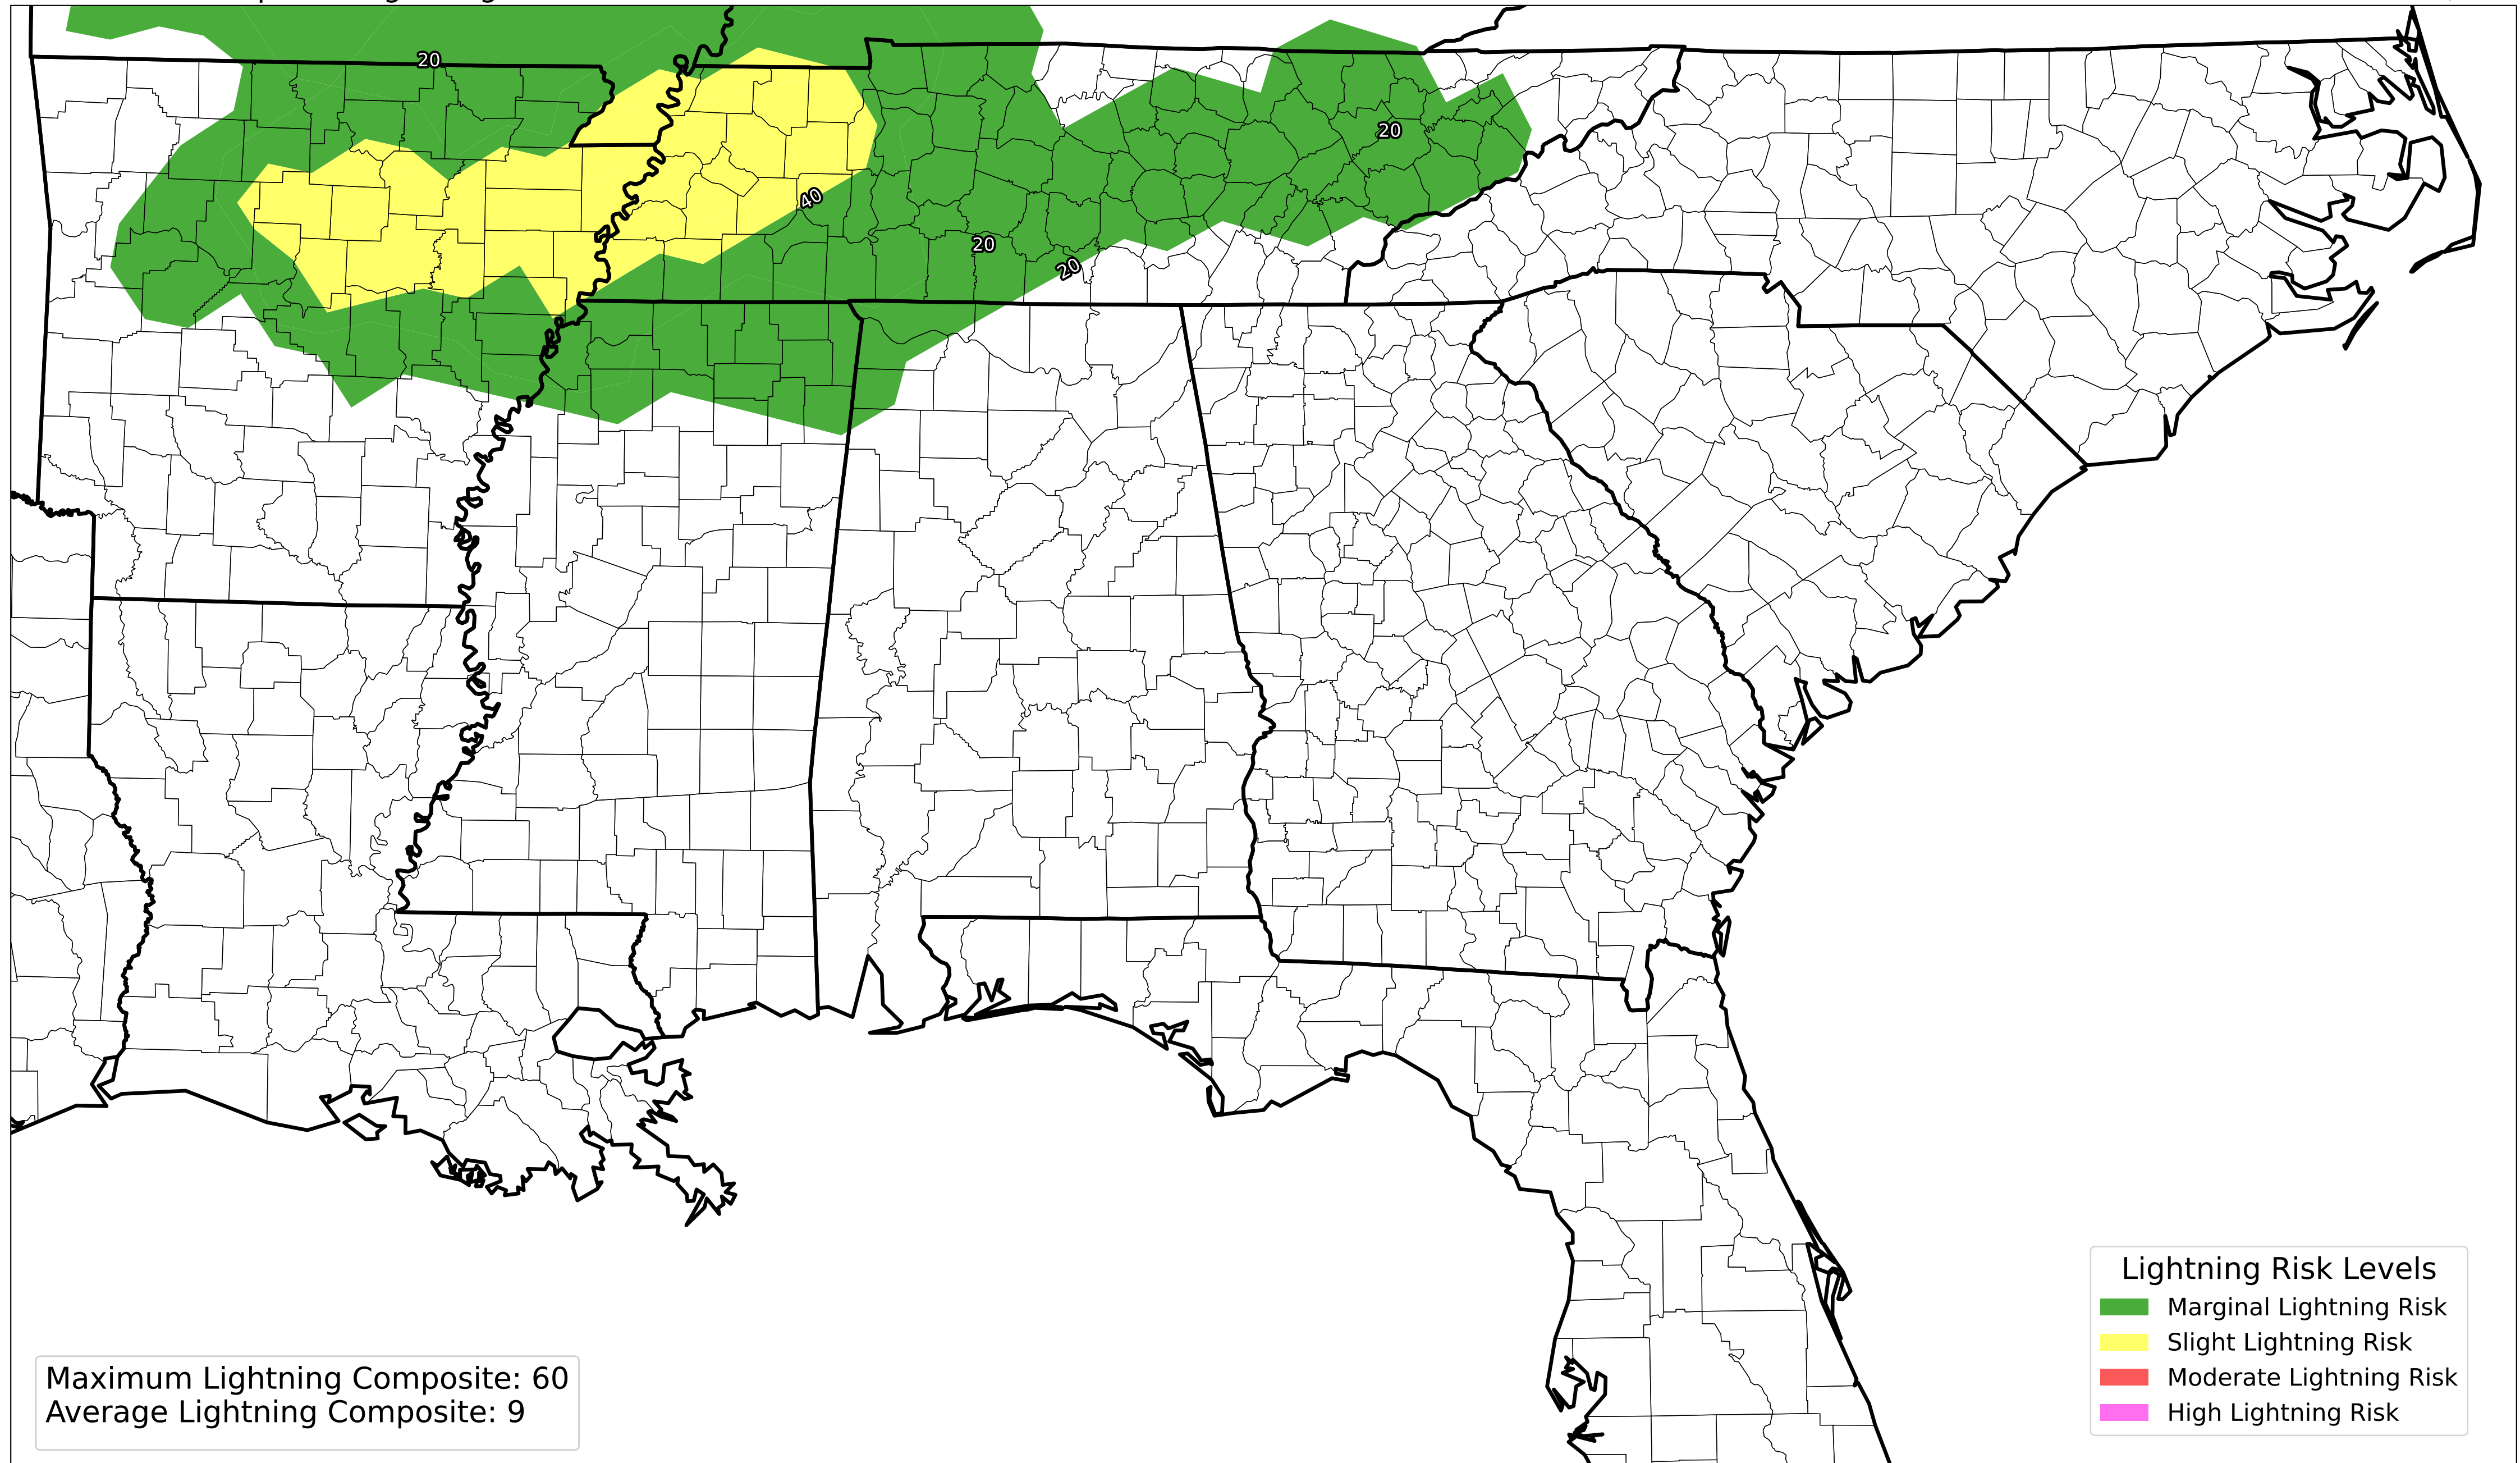 20
20
40
20
20
Lightning Risk Levels
Marginal Lightning Risk
Slight Lightning Risk
Moderate Lightning Risk
High Lightning Risk
Maximum Lightning Composite: 60
Average Lightning Composite: 9